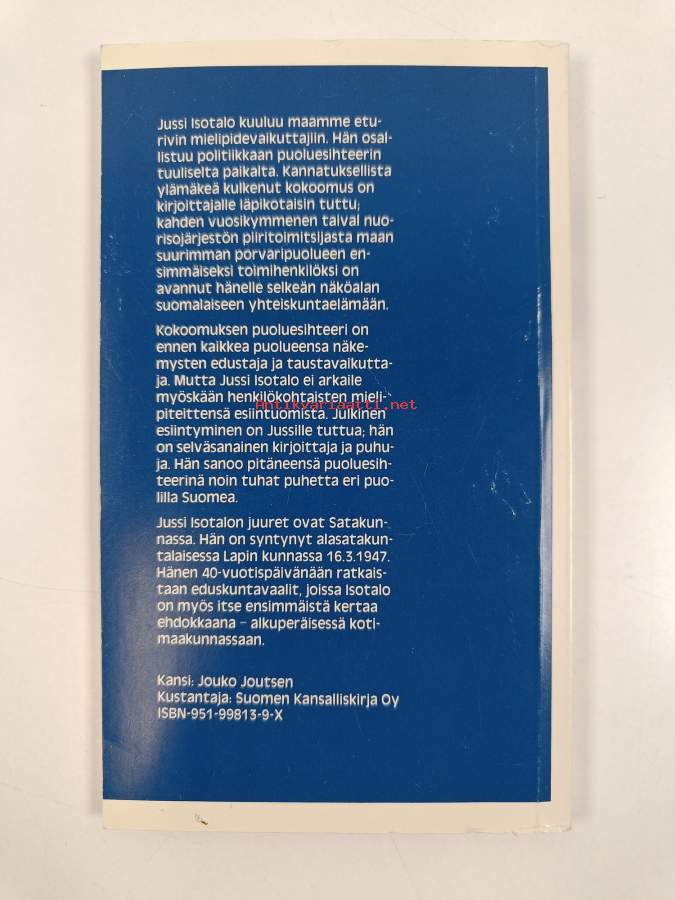 Jussi Isotalo kuuluu maamme etu-
rivin mielipidevaikuttajiin. Hän osal-
listuu politiikkaan puoluesihteerin
tuuliselta paikalta. Kannatuksellista
ylämäkeä kulkenut kokoomus on
kirjoittajalle läpikotaisin tuttu;
kahden vuosikymmenen taival nuo-
risojärjestön piiritoimitsijasta maan
suurimman porvaripuolueen en-
simmäiseksi toimihenkilöksi on
avannut hänelle selkeän näköalan
suomalaiseen yhteiskuntaelämään.
Kokoomuksen puoluesihteeri on
ennen kaikkea puolueensa näke-
mysten edustaja ja taustavaikutta-
ja. Mutta Jussi Isotalo ei arkaile
myöskään henkilökohtaisten mieli-
piteittensä esiintuomista. Julkinen
Antikvariaatti.net
esiintyminen on Jussille tuttua; hän
on selväsanainen kirjoittaja ja puhu-
ja. Hän sanoo pitäneensä puoluesih-
teerinä noin tuhat puhetta eri puo-
lilla Suomea.
Jussi Isotalon juuret ovat Satakun-
nassa. Hän on syntynyt alasatakun-
talaisessa Lapin kunnassa 16.3.1947.
Hänen 40-vuotispäivänään ratkais-
taan eduskuntavaalit, joissa Isotalo
on myös itse ensimmäistä kertaa
ehdokkaana – alkuperäisessä koti-
maakunnassaan.
Kansi: Jouko Joutsen
Kustantaja: Suomen Kansalliskirja Oy
ISBN-951-99813-9-X